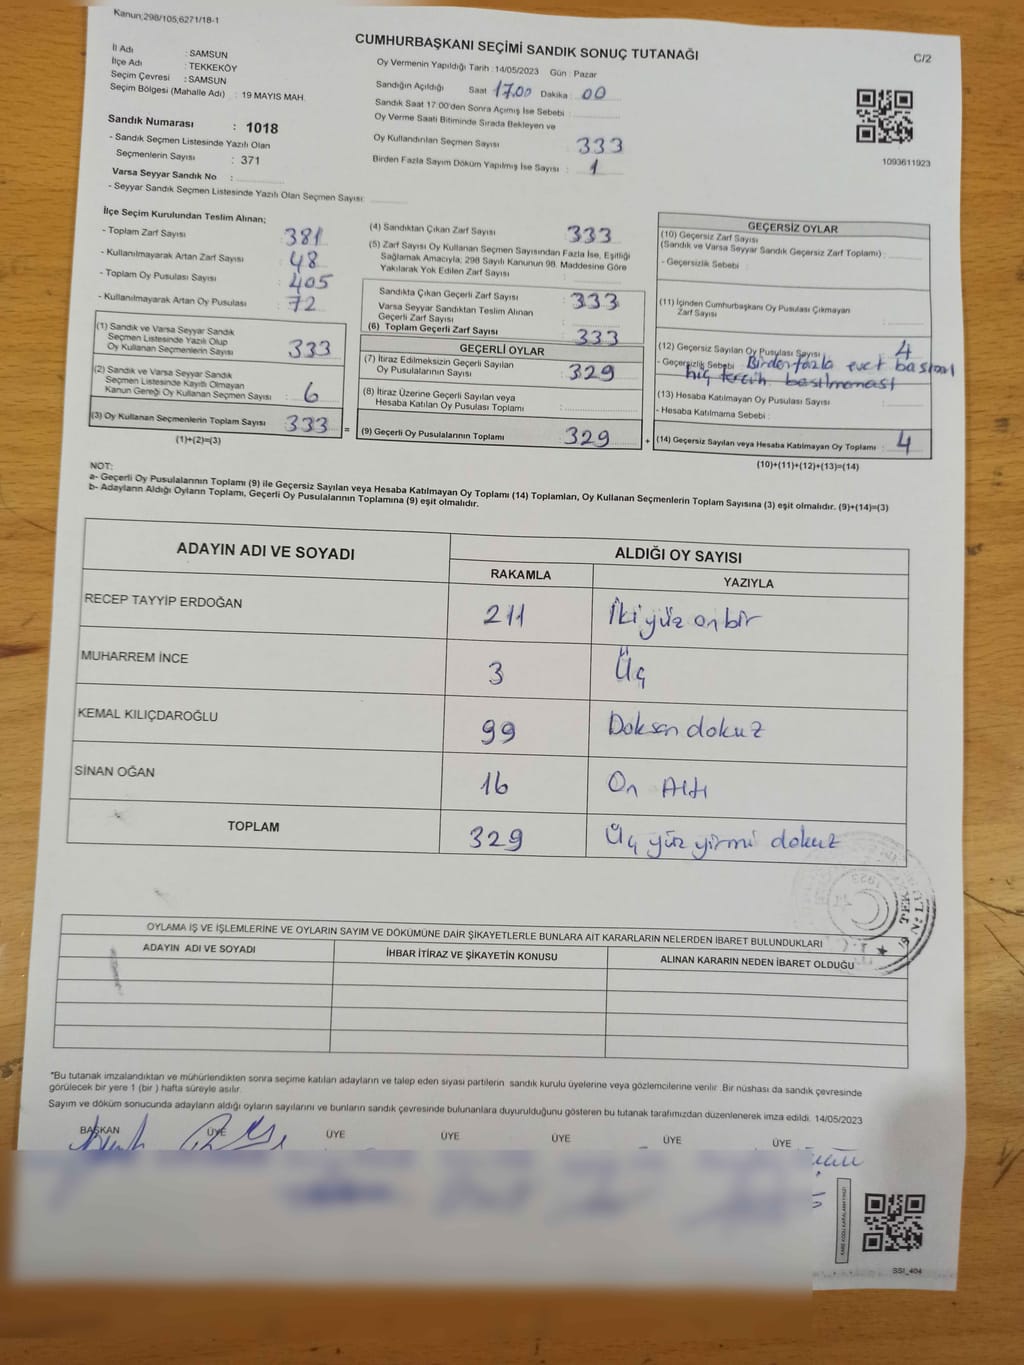 Kanun;298/105;6271/18-1
CUMHURBAŞKANI SEÇİMİ SANDIK SONUÇ TUTANAĞI
C/2
İl Adı : SAMSUN
İlçe Adı : TEKKEKÖY
Seçim Çevresi : SAMSUN
Seçim Bölgesi (Mahalle Adı) : 19 MAYIS MAH.
Oy Vermenin Yapıldığı Tarih : 14/05/2023 Gün : Pazar
Sandığın Açıldığı Saat 17.00 Dakika : 00
Sandık Saat 17:00'den Sonra Açımış İse Sebebi :
Oy Verme Saati Bitiminde Sırada Bekleyen ve
Oy Kullandırılan Seçmen Sayısı : 333
Birden Fazla Sayım Döküm Yapılmış İse Sayısı : 1
1093611923
Sandık Numarası : 1018
- Sandık Seçmen Listesinde Yazılı Olan
Seçmenlerin Sayısı : 371
Varsa Seyyar Sandık No :
- Seyyar Sandık Seçmen Listesinde Yazılı Olan Seçmen Sayısı:
İlçe Seçim Kurulundan Teslim Alınan;
- Toplam Zarf Sayısı : 381
- Kullanılmayarak Artan Zarf Sayısı : 48
- Toplam Oy Pusulası Sayısı : 405
- Kullanılmayarak Artan Oy Pusulası : 72
(1) Sandık ve Varsa Seyyar Sandık
Seçmen Listesinde Yazılı Olup
Oy Kullanan Seçmenlerin Sayısı : 333
(2) Sandık ve Varsa Seyyar Sandık
Seçmen Listesinde Kayıtlı Olmayan
Kanun Gereği Oy Kullanan Seçmen Sayısı : 6
(3) Oy Kullanan Seçmenlerin Toplam Sayısı : 333
(1)+(2)=(3)
(4) Sandıktan Çıkan Zarf Sayısı : 333
(5) Zarf Sayısı Oy Kullanan Seçmen Sayısından Fazla İse, Eşitliği
Sağlamak Amacıyla; 298 Sayılı Kanunun 98. Maddesine Göre
Yakılarak Yok Edilen Zarf Sayısı :
Sandıkta Çıkan Geçerli Zarf Sayısı : 333
Varsa Seyyar Sandıktan Teslim Alınan
Geçerli Zarf Sayısı :
(6) Toplam Geçerli Zarf Sayısı : 333
GEÇERLİ OYLAR
(7) İtiraz Edilmeksizin Geçerli Sayılan
Oy Pusulalarının Sayısı : 329
(8) İtiraz Üzerine Geçerli Sayılan veya
Hesaba Katılan Oy Pusulası Toplamı :
= (9) Geçerli Oy Pusulalarının Toplamı : 329
GEÇERSİZ OYLAR
(10) Geçersiz Zarf Sayısı
(Sandık ve Varsa Seyyar Sandık Geçersiz Zarf Toplamı) :
- Geçersizlik Sebebi :
(11) İçinden Cumhurbaşkanı Oy Pusulası Çıkmayan
Zarf Sayısı :
(12) Geçersiz Sayılan Oy Pusulası Sayısı : 4
- Geçersizlik Sebebi : Birden fazla evet basılan
hiç tercih basılmaması
(13) Hesaba Katılmayan Oy Pusulası Sayısı :
- Hesaba Katılmama Sebebi :
+ (14) Geçersiz Sayılan veya Hesaba Katılmayan Oy Toplamı : 4
(10)+(11)+(12)+(13)=(14)
NOT:
a- Geçerli Oy Pusulalarının Toplamı (9) ile Geçersiz Sayılan veya Hesaba Katılmayan Oy Toplamı (14) Toplamları, Oy Kullanan Seçmenlerin Toplam Sayısına (3) eşit olmalıdır. (9)+(14)=(3)
b- Adayların Aldığı Oyların Toplamı, Geçerli Oy Pusulalarının Toplamına (9) eşit olmalıdır.
ADAYIN ADI VE SOYADI
ALDIĞI OY SAYISI
RAKAMLA YAZIYLA
RECEP TAYYİP ERDOĞAN 211 İki yüz on bir
MUHARREM İNCE 3 Üç
KEMAL KILIÇDAROĞLU 99 Doksan dokuz
SİNAN OĞAN 16 On Altı
TOPLAM 329 Üç yüz yirmi dokuz
OYLAMA İŞ VE İŞLEMLERİNE VE OYLARIN SAYIM VE DÖKÜMÜNE DAİR ŞİKAYETLERLE BUNLARA AİT KARARLARIN NELERDEN İBARET BULUNDUKLARI
ADAYIN ADI VE SOYADI İHBAR İTİRAZ VE ŞİKAYETİN KONUSU ALINAN KARARIN NEDEN İBARET OLDUĞU
*Bu tutanak imzalandıktan ve mühürlendikten sonra seçime katılan adayların ve talep eden siyasi partilerin sandık kurulu üyelerine veya gözlemcilerine verilir. Bir nüshası da sandık çevresinde
görülecek bir yere 1 (bir) hafta süreyle asılır.
Sayım ve döküm sonucunda adayların aldığı oyların sayılarını ve bunların sandık çevresinde bulunanlara duyurulduğunu gösteren bu tutanak tarafımızdan düzenlenerek imza edildi. 14/05/2023
BAŞKAN ÜYE ÜYE ÜYE ÜYE ÜYE ÜYE
SSI_404